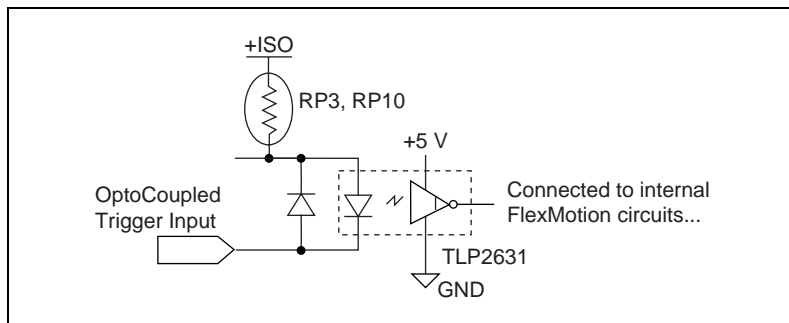 +ISO
RP3, RP10
+5 V
OptoCoupled
Trigger Input
Connected to internal
FlexMotion circuits...
TLP2631
GND